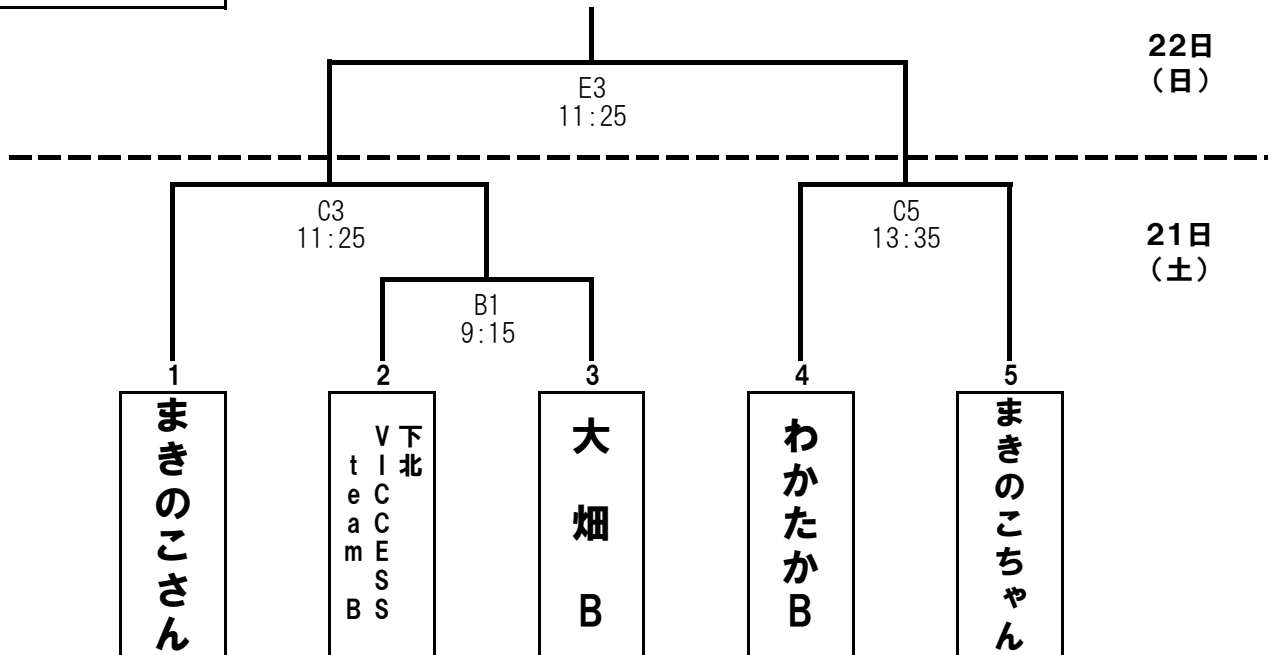 22日
（日）
E3
11:25
C3
11:25
C5
13:35
21日
（土）
B1
9:15
1
2
3
4
5
まきのこさん
下北
VICCESS
team B
大畑B
わかたかB
まきのこちゃん